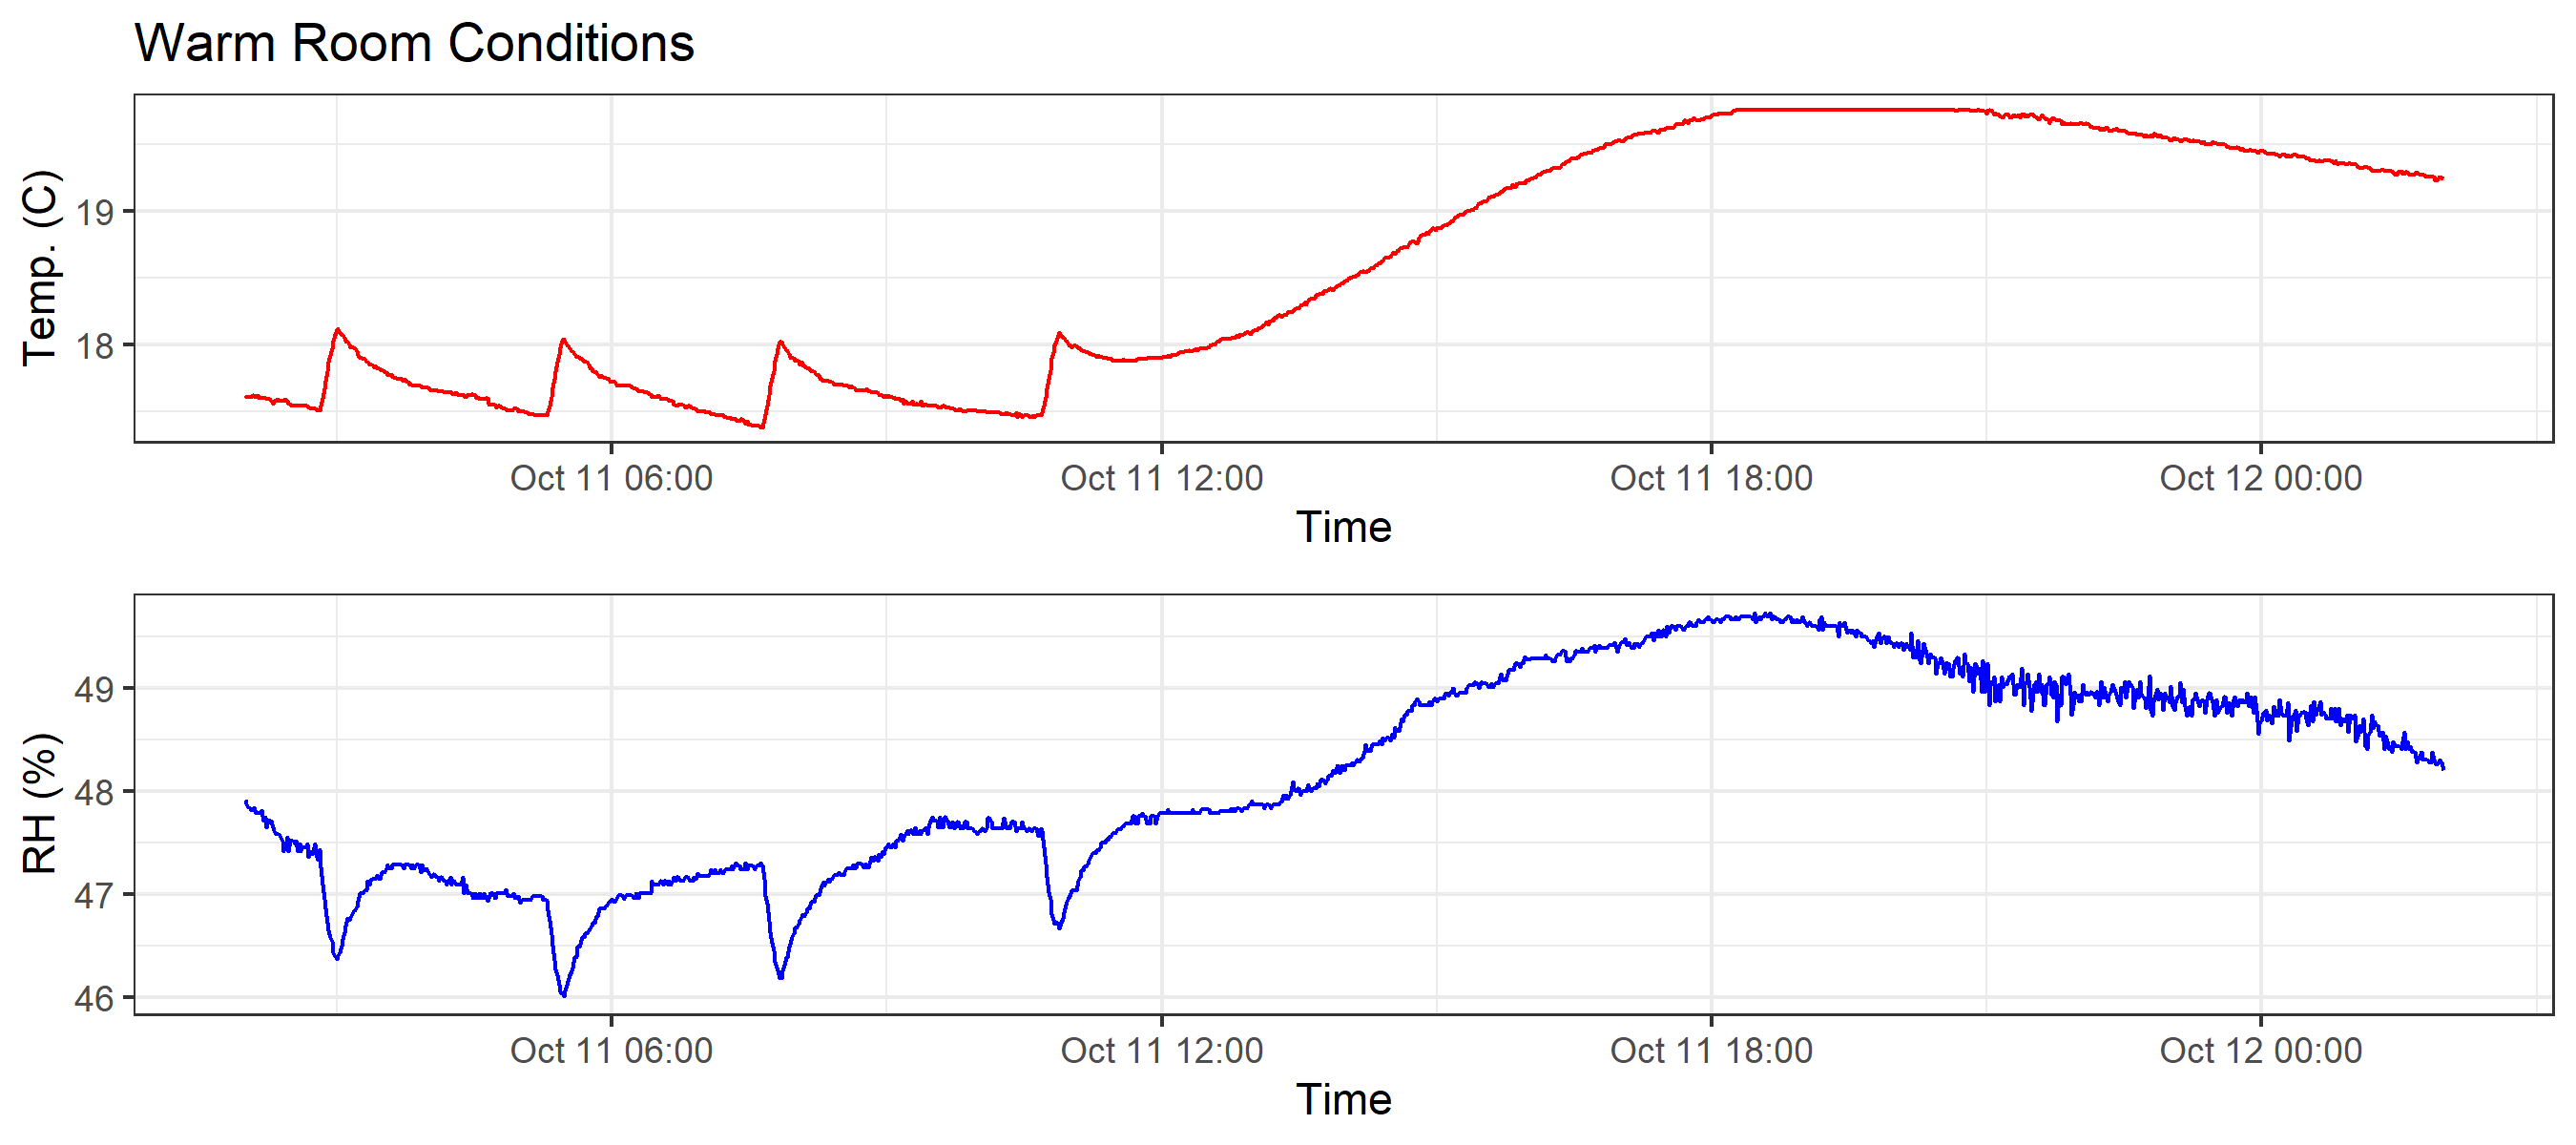 Warm Room Conditions
Temp. (C)
19
18
Oct 11 06:00 Oct 11 12:00 Oct 11 18:00 Oct 12 00:00
Time
RH (%)
49
48
47
46
Oct 11 06:00 Oct 11 12:00 Oct 11 18:00 Oct 12 00:00
Time